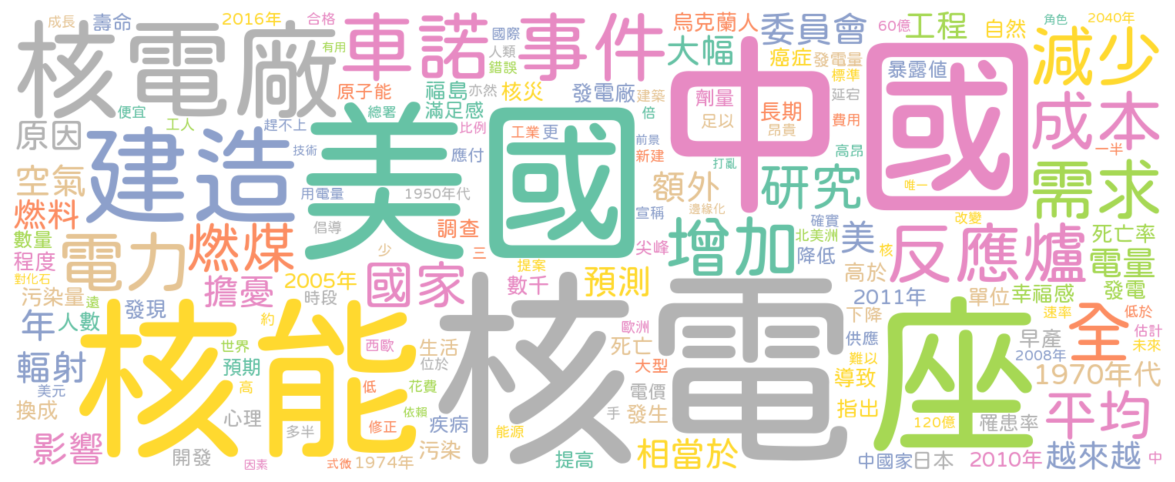 成長
壽命
2016年
合格
核電廠
有用
車諾
事件
國際
人類
錯誤
烏克蘭人
委員會
60億
工程
自然
角色
2040年
減少
大幅
癌症
發電量
標準
暴露值
便宜
工人
原子能
福島
亦然
核災
滿足感
總署
比例
發電廠
建築
倍
劑量
足以
長期
昂貴
延宕
費用
中國
成本
一半
原因
趕不上
技術
建造
美國
應付
工業
更
前景
新建
打亂
高昂
唯一
研究
需求
空氣
燃料
用電量
1950年代
額外
邊緣化
宣稱
確實
北美洲
改變
數量
程度
對化石
電力
燃煤
倡導
少
調查
三
尖峰
增加
降低
美
核
反應爐
死亡率
電量
發電
污染量
遠
發現
擔憂
2005年
時段
國家
提案
數千
預測
高於
2011年
單位
幸福感
速率
低於
年
人數
核能
約
世界
預期
高
西歐
生活
位於
歐洲
死亡
大型
核電
下降
供應
難以
導致
座
早產
2008年
全
估計
未來
輻射
美元
換成
心理
多半
低
修正
花費
依賴
疾病
能源
手
電價
發生
指出
120億
罹患率
1970年代
平均
影響
開發
因素
式微
1974年
污染
提高
相當於
中國家
日本
2010年
越來越
中